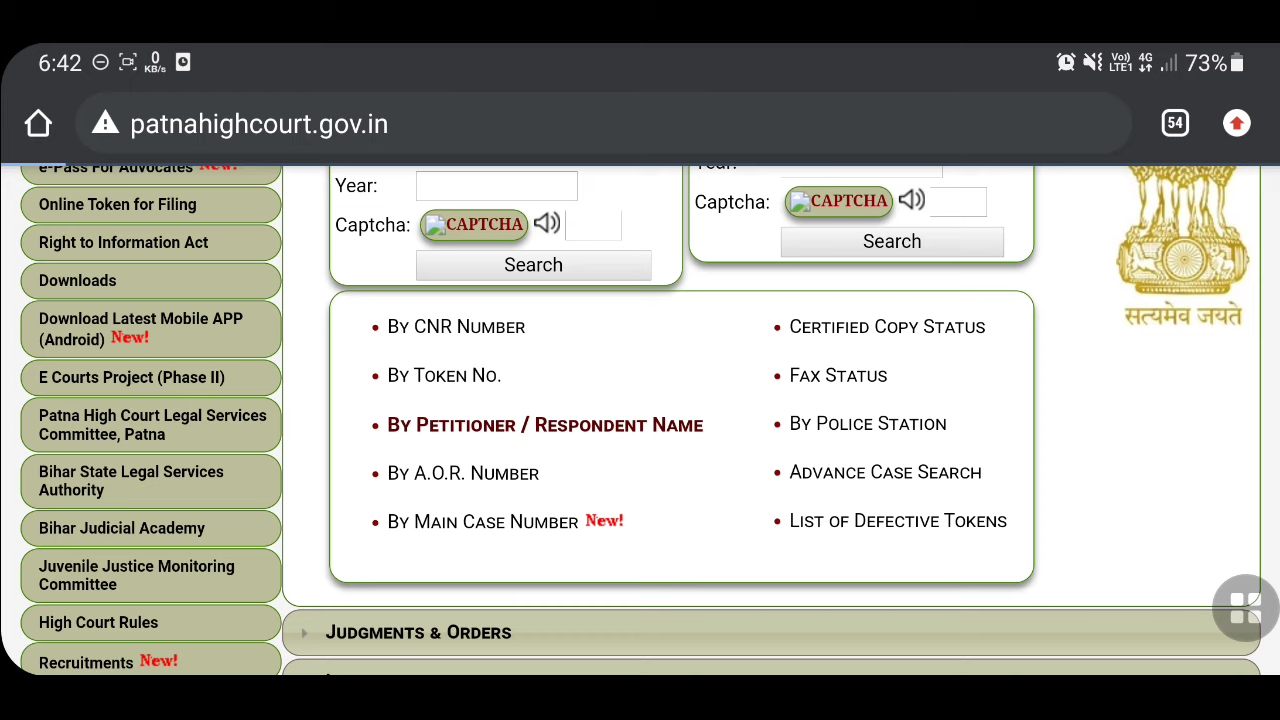 6:42 0 KB/s Vo)) LTE1 4G 73%
patnahighcourt.gov.in 54
e-Pass For Advocates New!
Online Token for Filing
Right to Information Act
Downloads
Download Latest Mobile APP
(Android) New!
E Courts Project (Phase II)
Patna High Court Legal Services
Committee, Patna
Bihar State Legal Services
Authority
Bihar Judicial Academy
Juvenile Justice Monitoring
Committee
High Court Rules
Recruitments New!
Year:
Captcha: CAPTCHA
Search
Year:
Captcha: CAPTCHA
Search
By CNR Number
By Token No.
By Petitioner / Respondent Name
By A.O.R. Number
By Main Case Number New!
Certified Copy Status
Fax Status
By Police Station
Advance Case Search
List of Defective Tokens
Judgments & Orders
सत्यमेव जयते